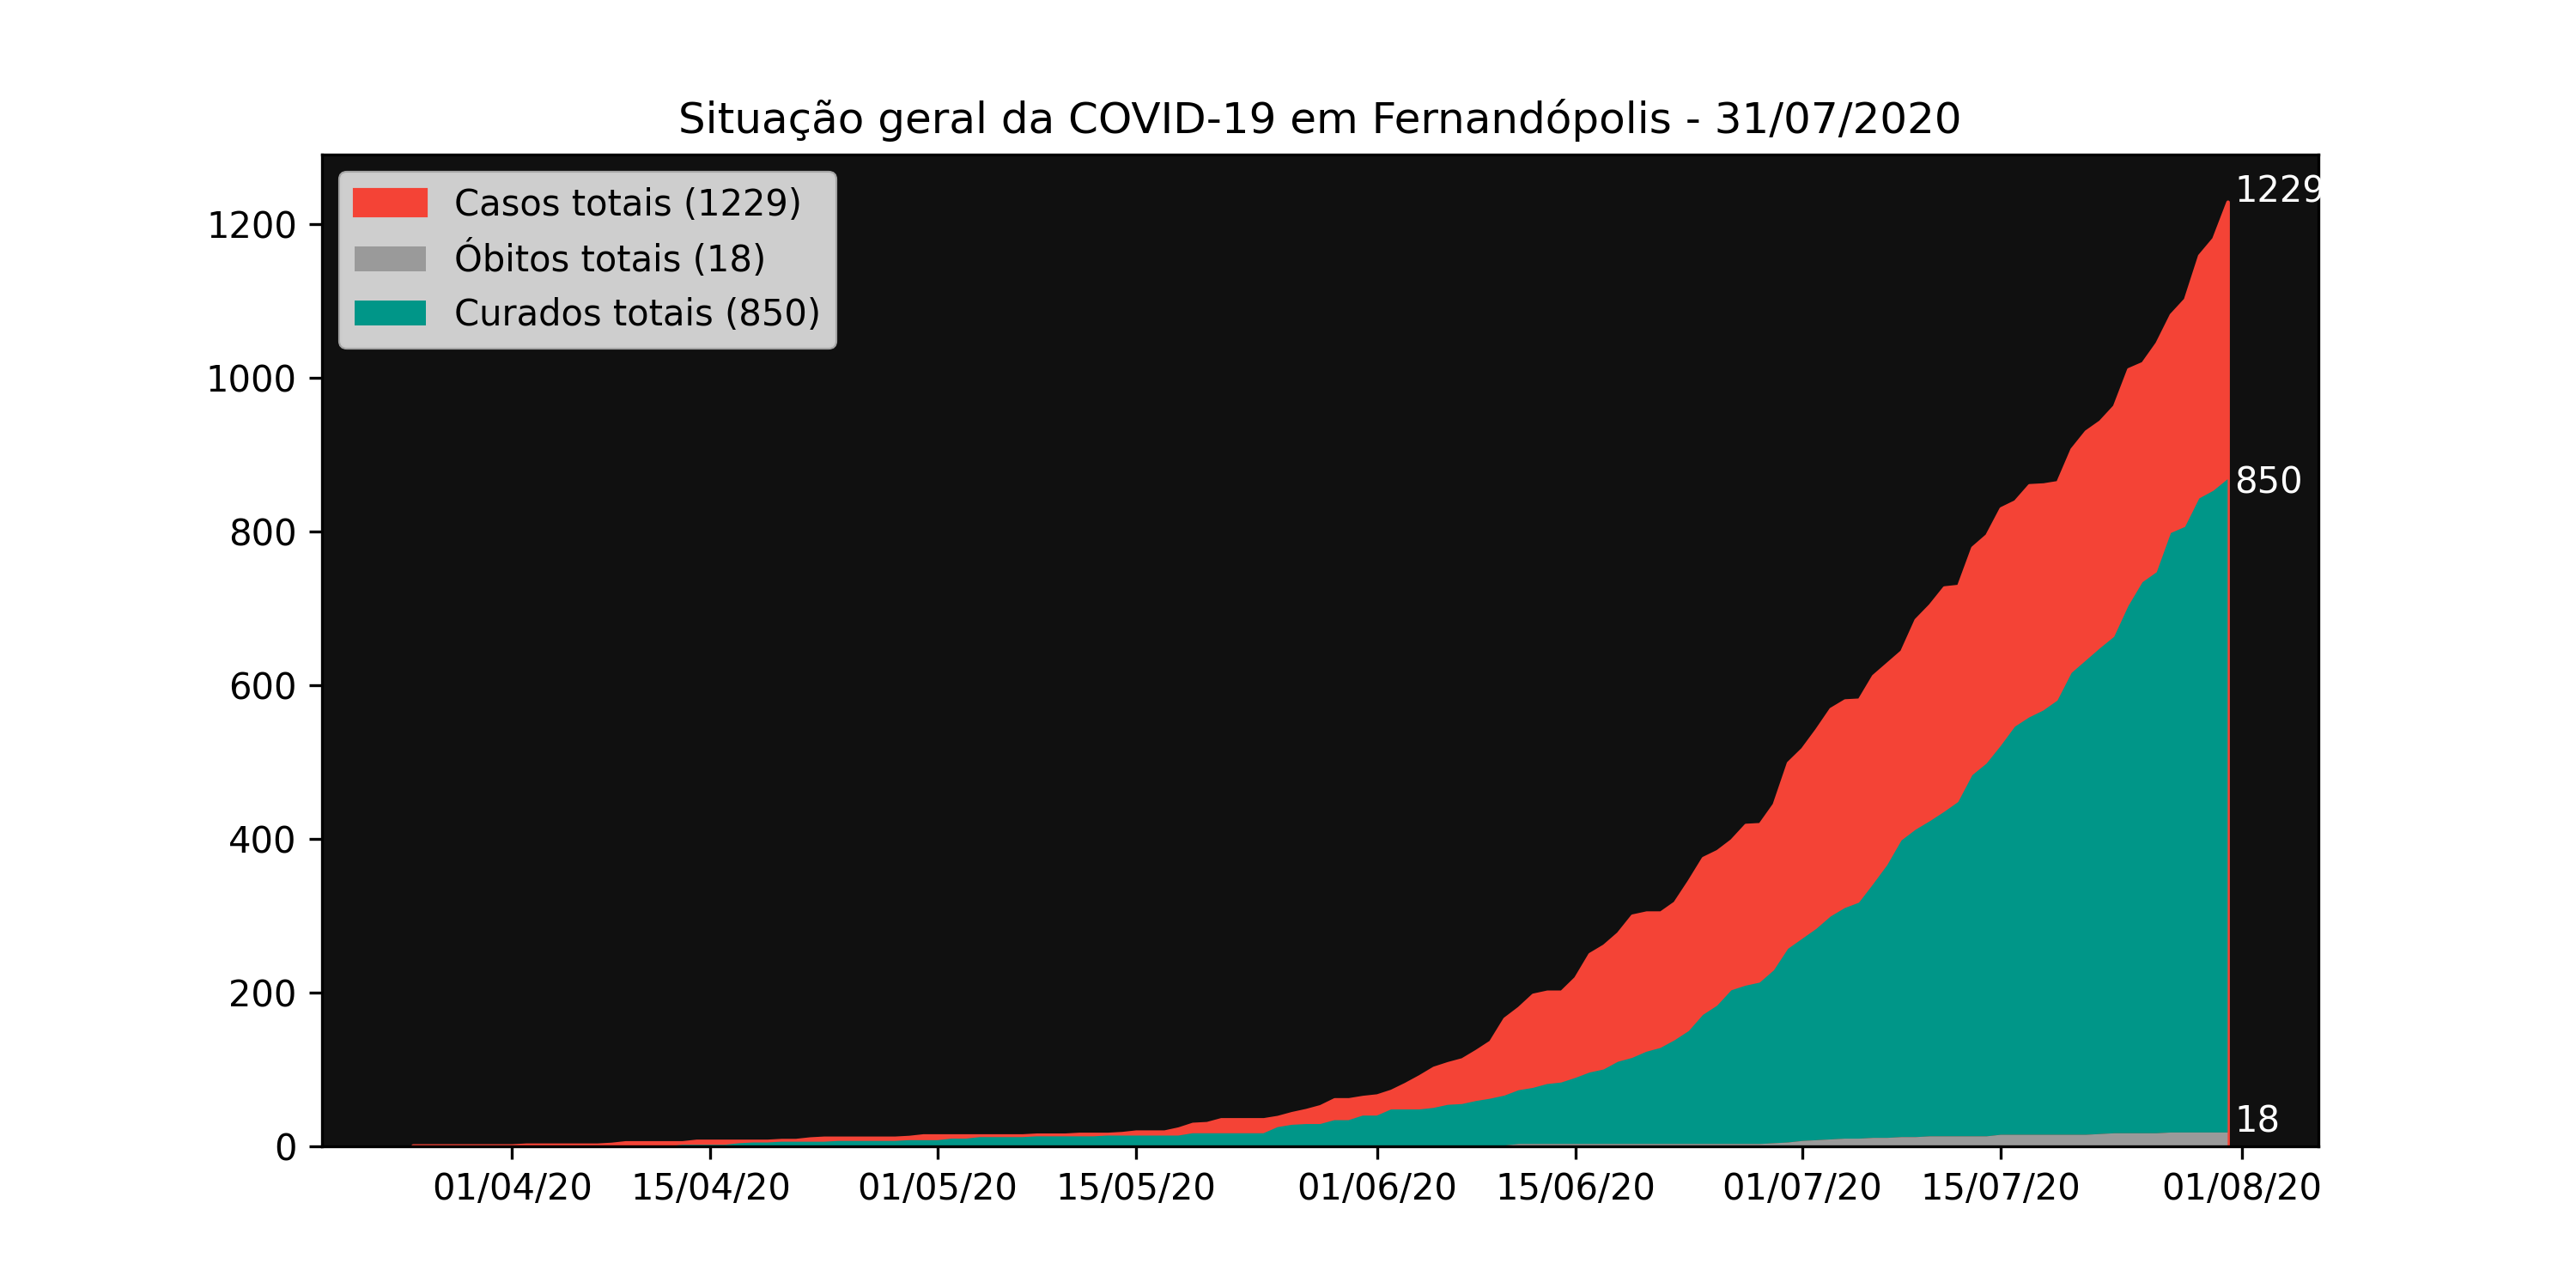 Situação geral da COVID-19 em Fernandópolis - 31/07/2020
Casos totais (1229)
Óbitos totais (18)
Curados totais (850)
1229
850
18
1200
1000
800
600
400
200
0
01/04/20 15/04/20 01/05/20 15/05/20 01/06/20 15/06/20 01/07/20 15/07/20 01/08/20